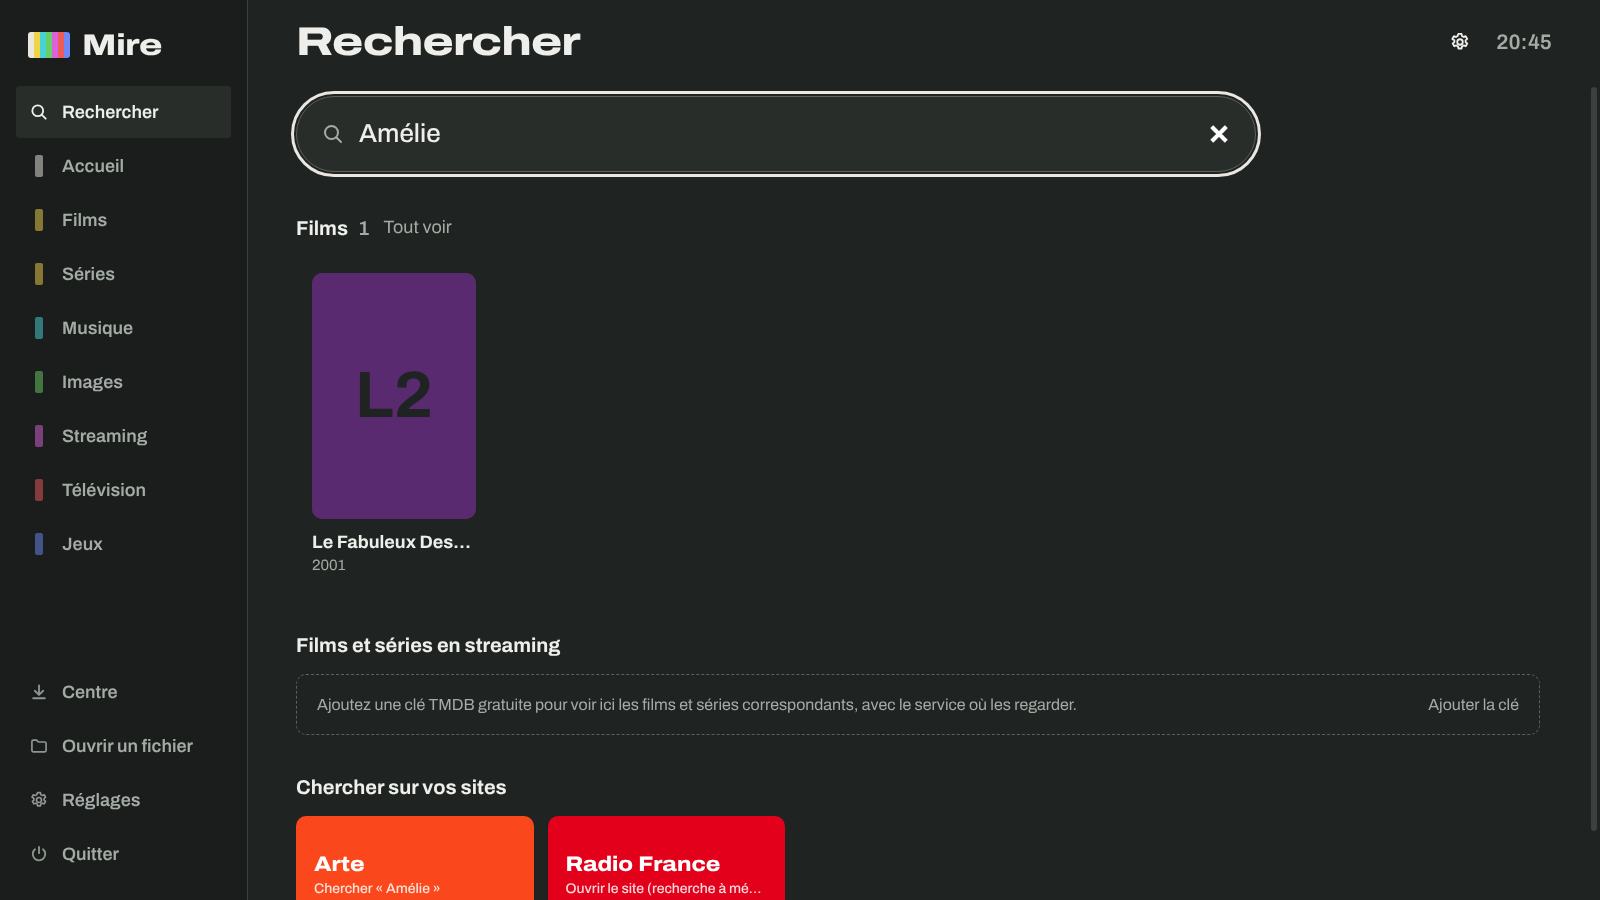 Mire
Rechercher
Accueil
Films
Séries
Musique
Images
Streaming
Télévision
Jeux
Centre
Ouvrir un fichier
Réglages
Quitter
Rechercher
20:45
Amélie
Films 1 Tout voir
L2
Le Fabuleux Des...
2001
Films et séries en streaming
Ajoutez une clé TMDB gratuite pour voir ici les films et séries correspondants, avec le service où les regarder.
Ajouter la clé
Chercher sur vos sites
Arte
Chercher « Amélie »
Radio France
Ouvrir le site (recherche à mé...